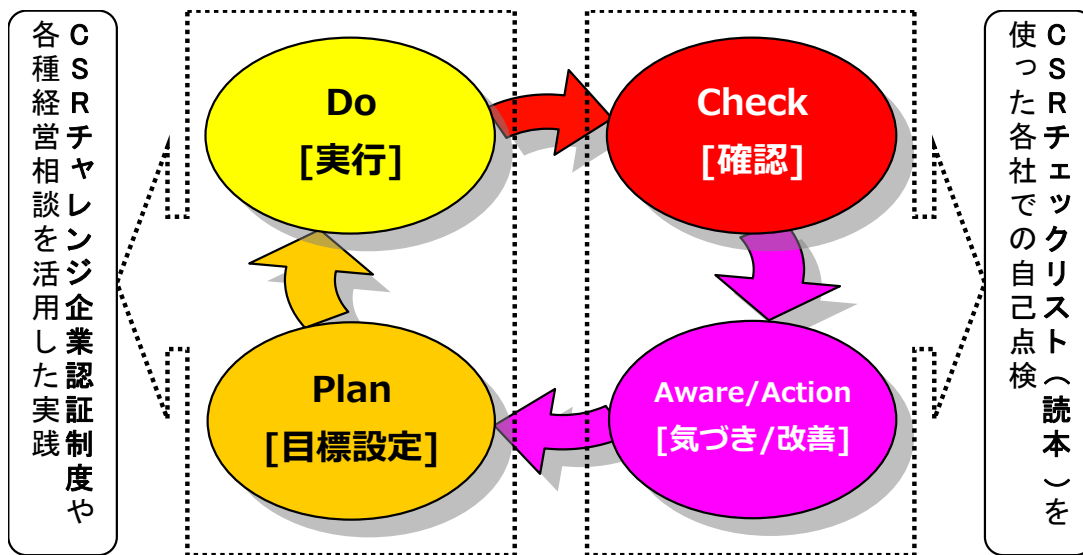 CSRチャレンジ企業認証制度や
各種経営相談を活用した実践
Do
[実行]
Check
[確認]
Plan
[目標設定]
Aware/Action
[気づき/改善]
CSRチェックリスト(読本)を
使った各社での自己点検